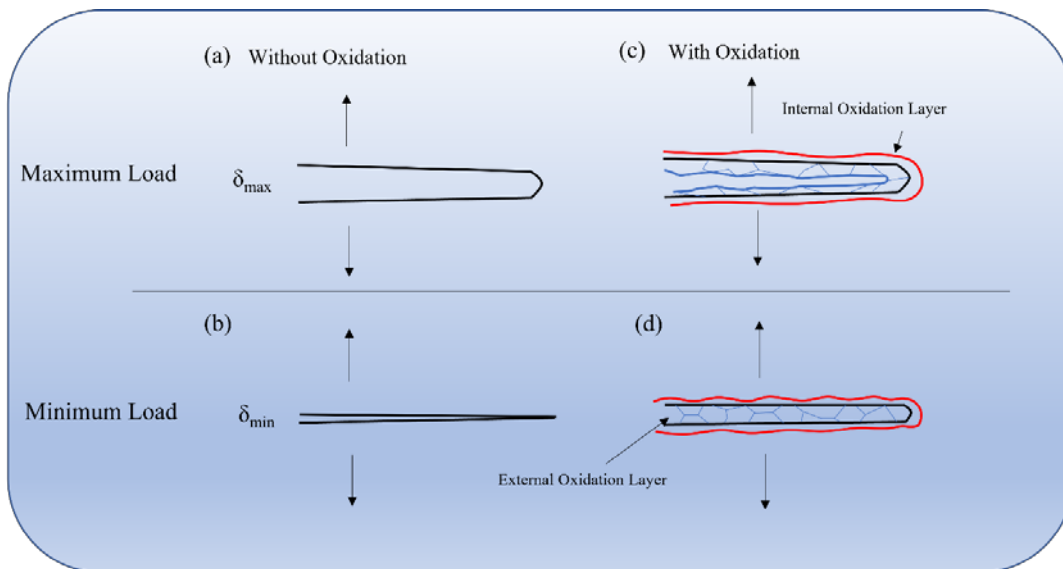 (a) Without Oxidation
(c) With Oxidation
Internal Oxidation Layer
Maximum Load
δmax
(b)
(d)
Minimum Load
δmin
External Oxidation Layer